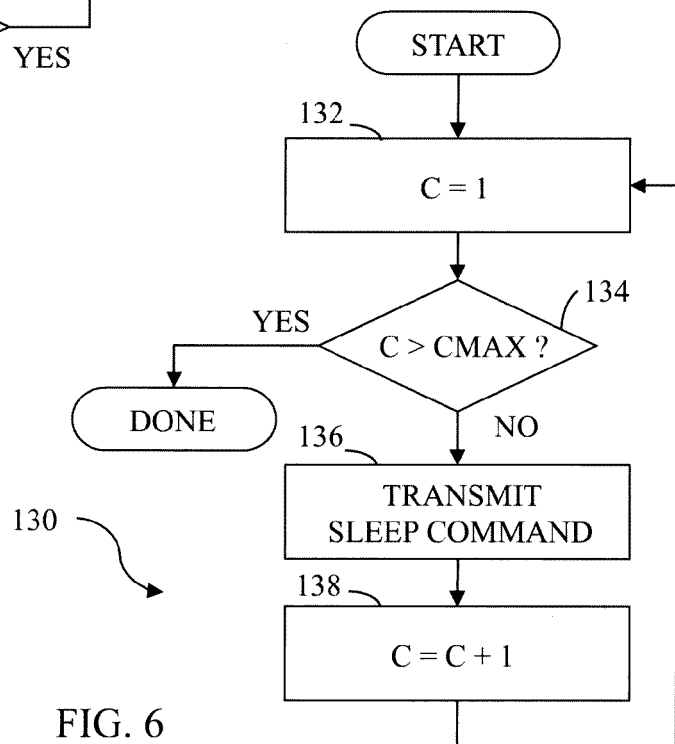 YES
START
132
C = 1
134
YES
C > CMAX ?
DONE
NO
136
TRANSMIT
SLEEP COMMAND
130
138
C = C + 1
FIG. 6